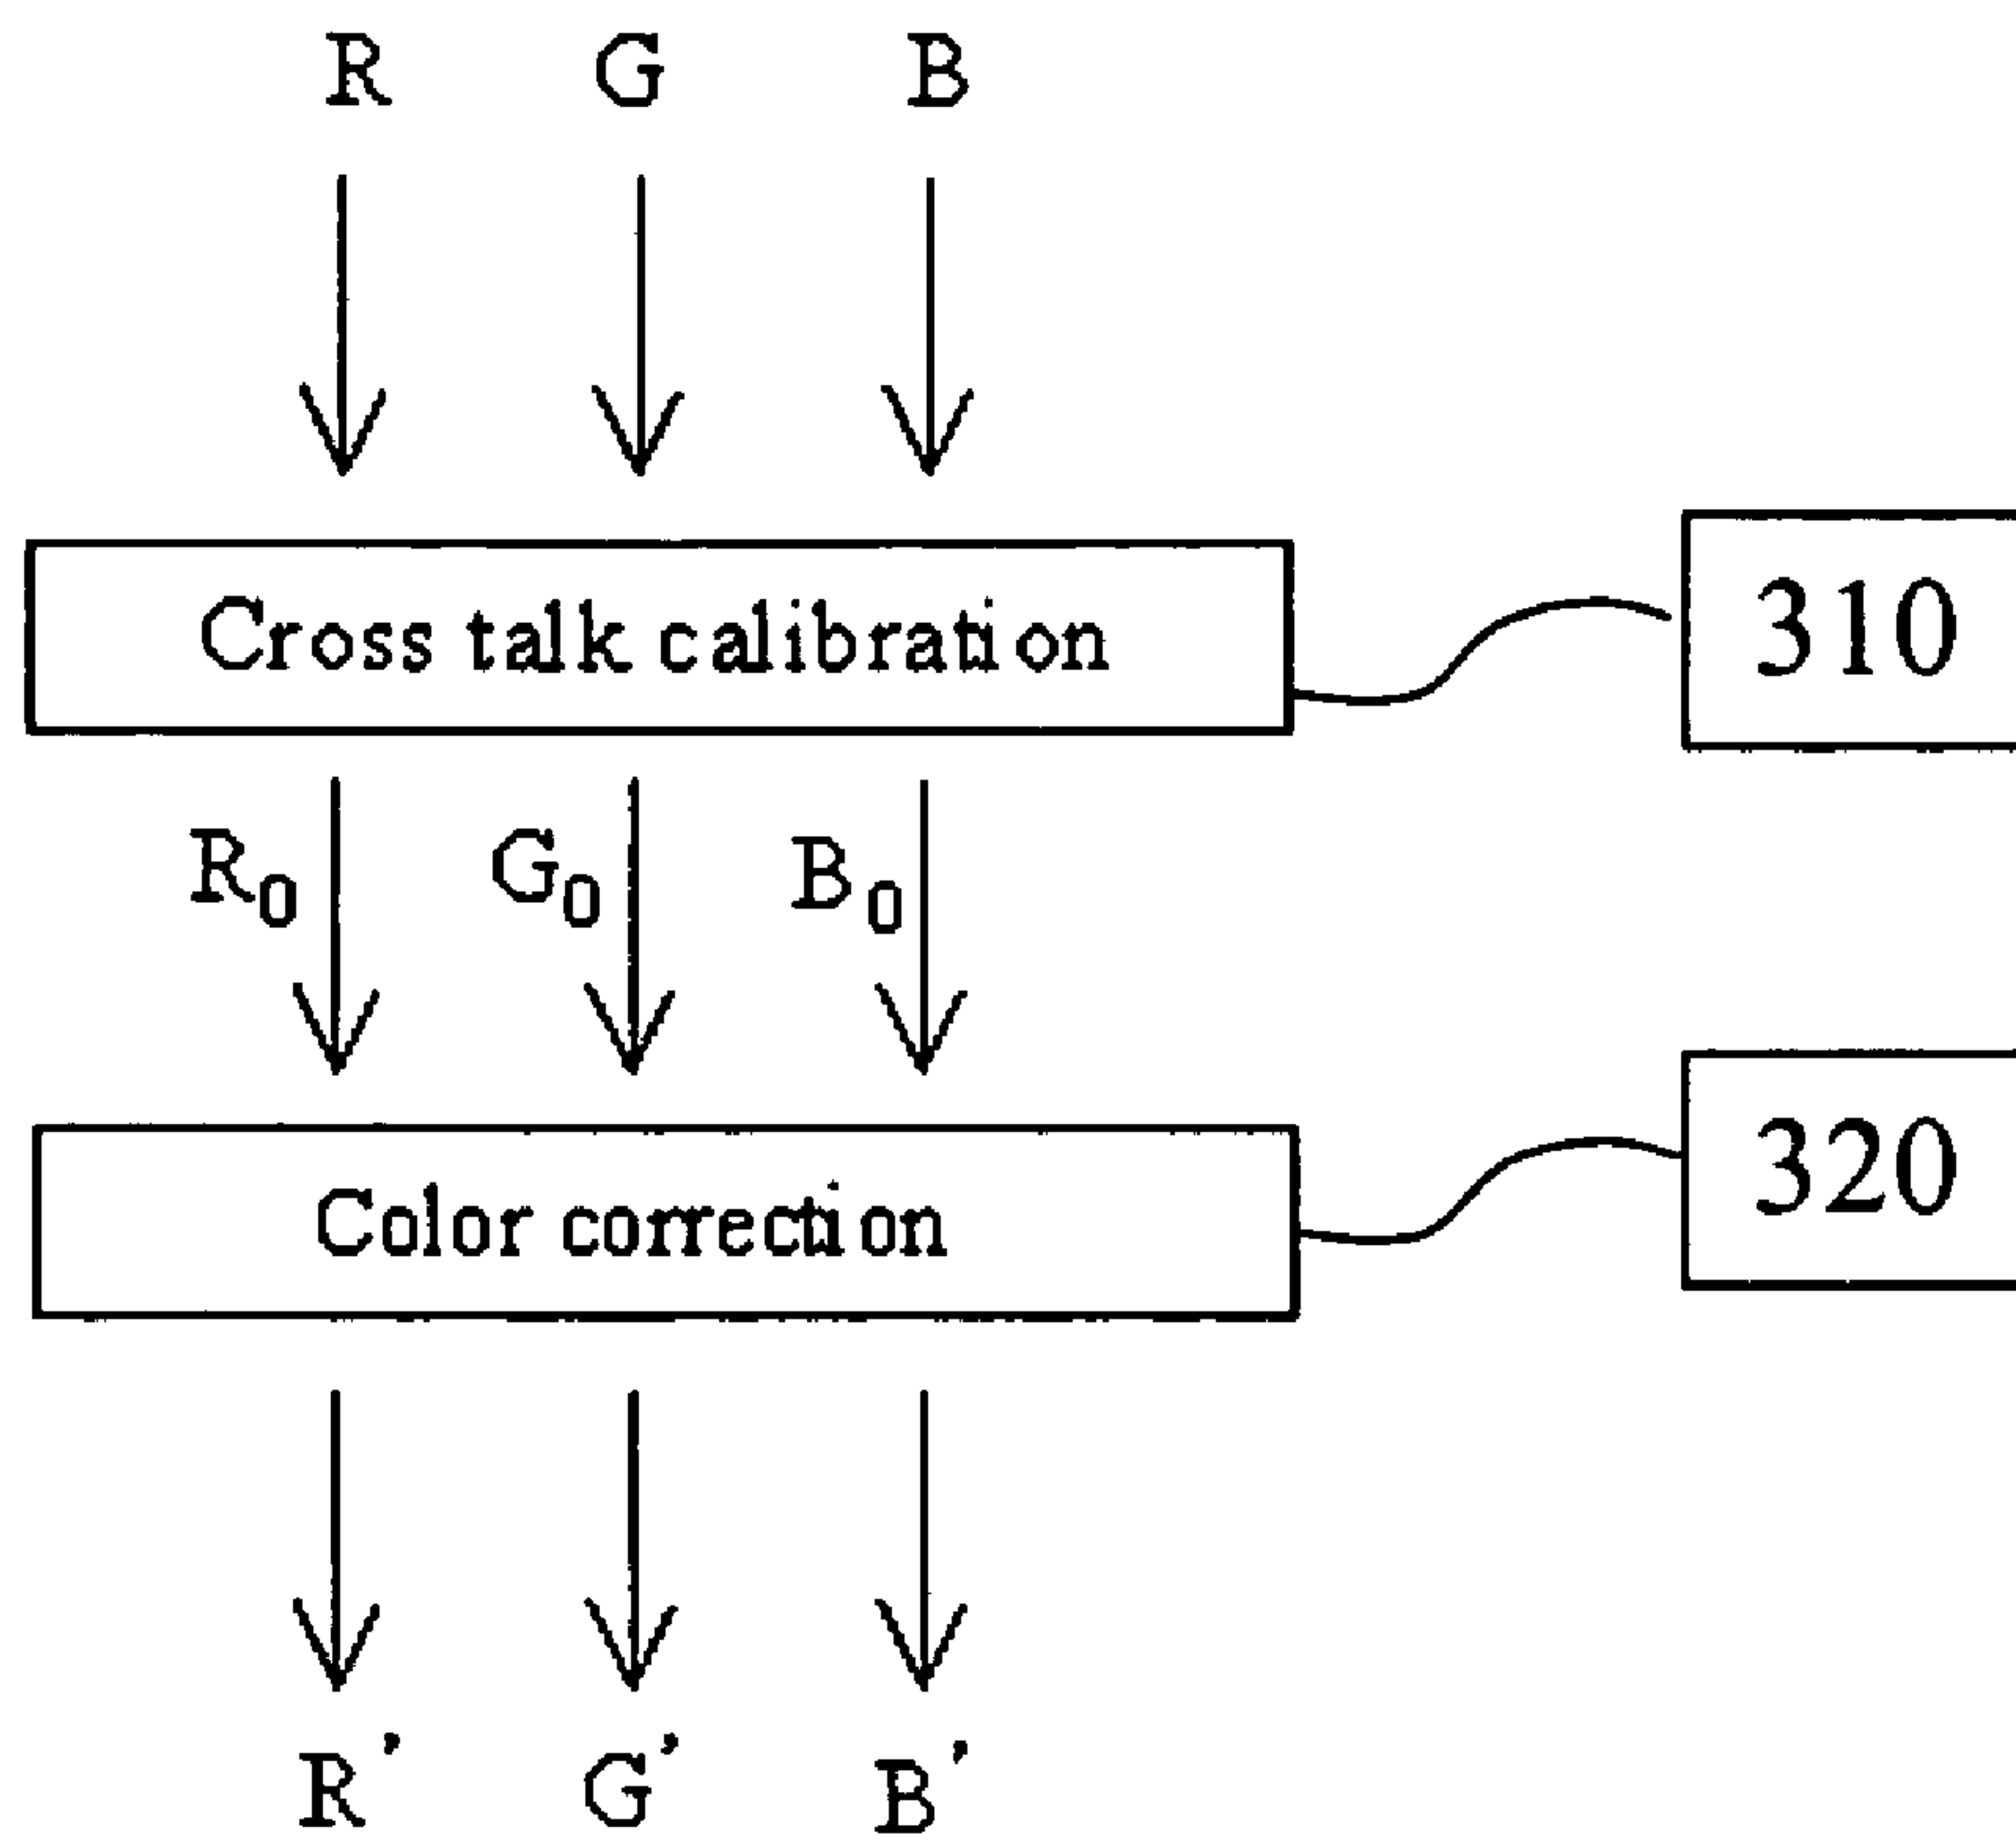 R G B
Cross talk calibration
310
R₀ G₀ B₀
Color correction
320
R' G' B'